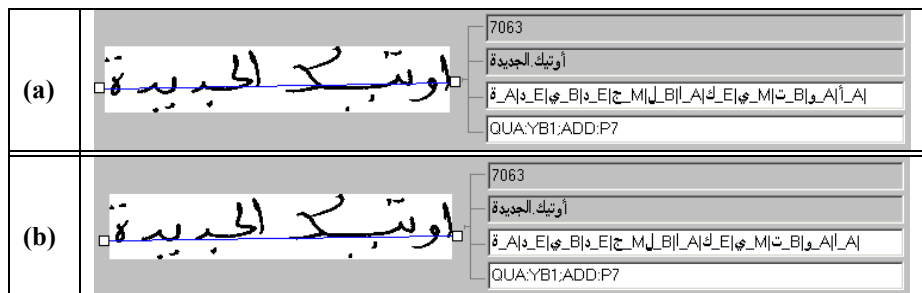 (a)
اوتيك الجديدة
7063
أوتيك.الجديدة
ة_A|د_E|ي_B|د_E|ج_M|ل_B|ا_A|ك_E|ي_M|ت_B|و_A|أ_A|
QUA:YB1;ADD:P7
(b)
اوتيك الجديدة
7063
أوتيك.الجديدة
ة_A|د_E|ي_B|د_E|ج_M|ل_B|ا_A|ك_E|ي_M|ت_B|و_A|ا_A|
QUA:YB1;ADD:P7